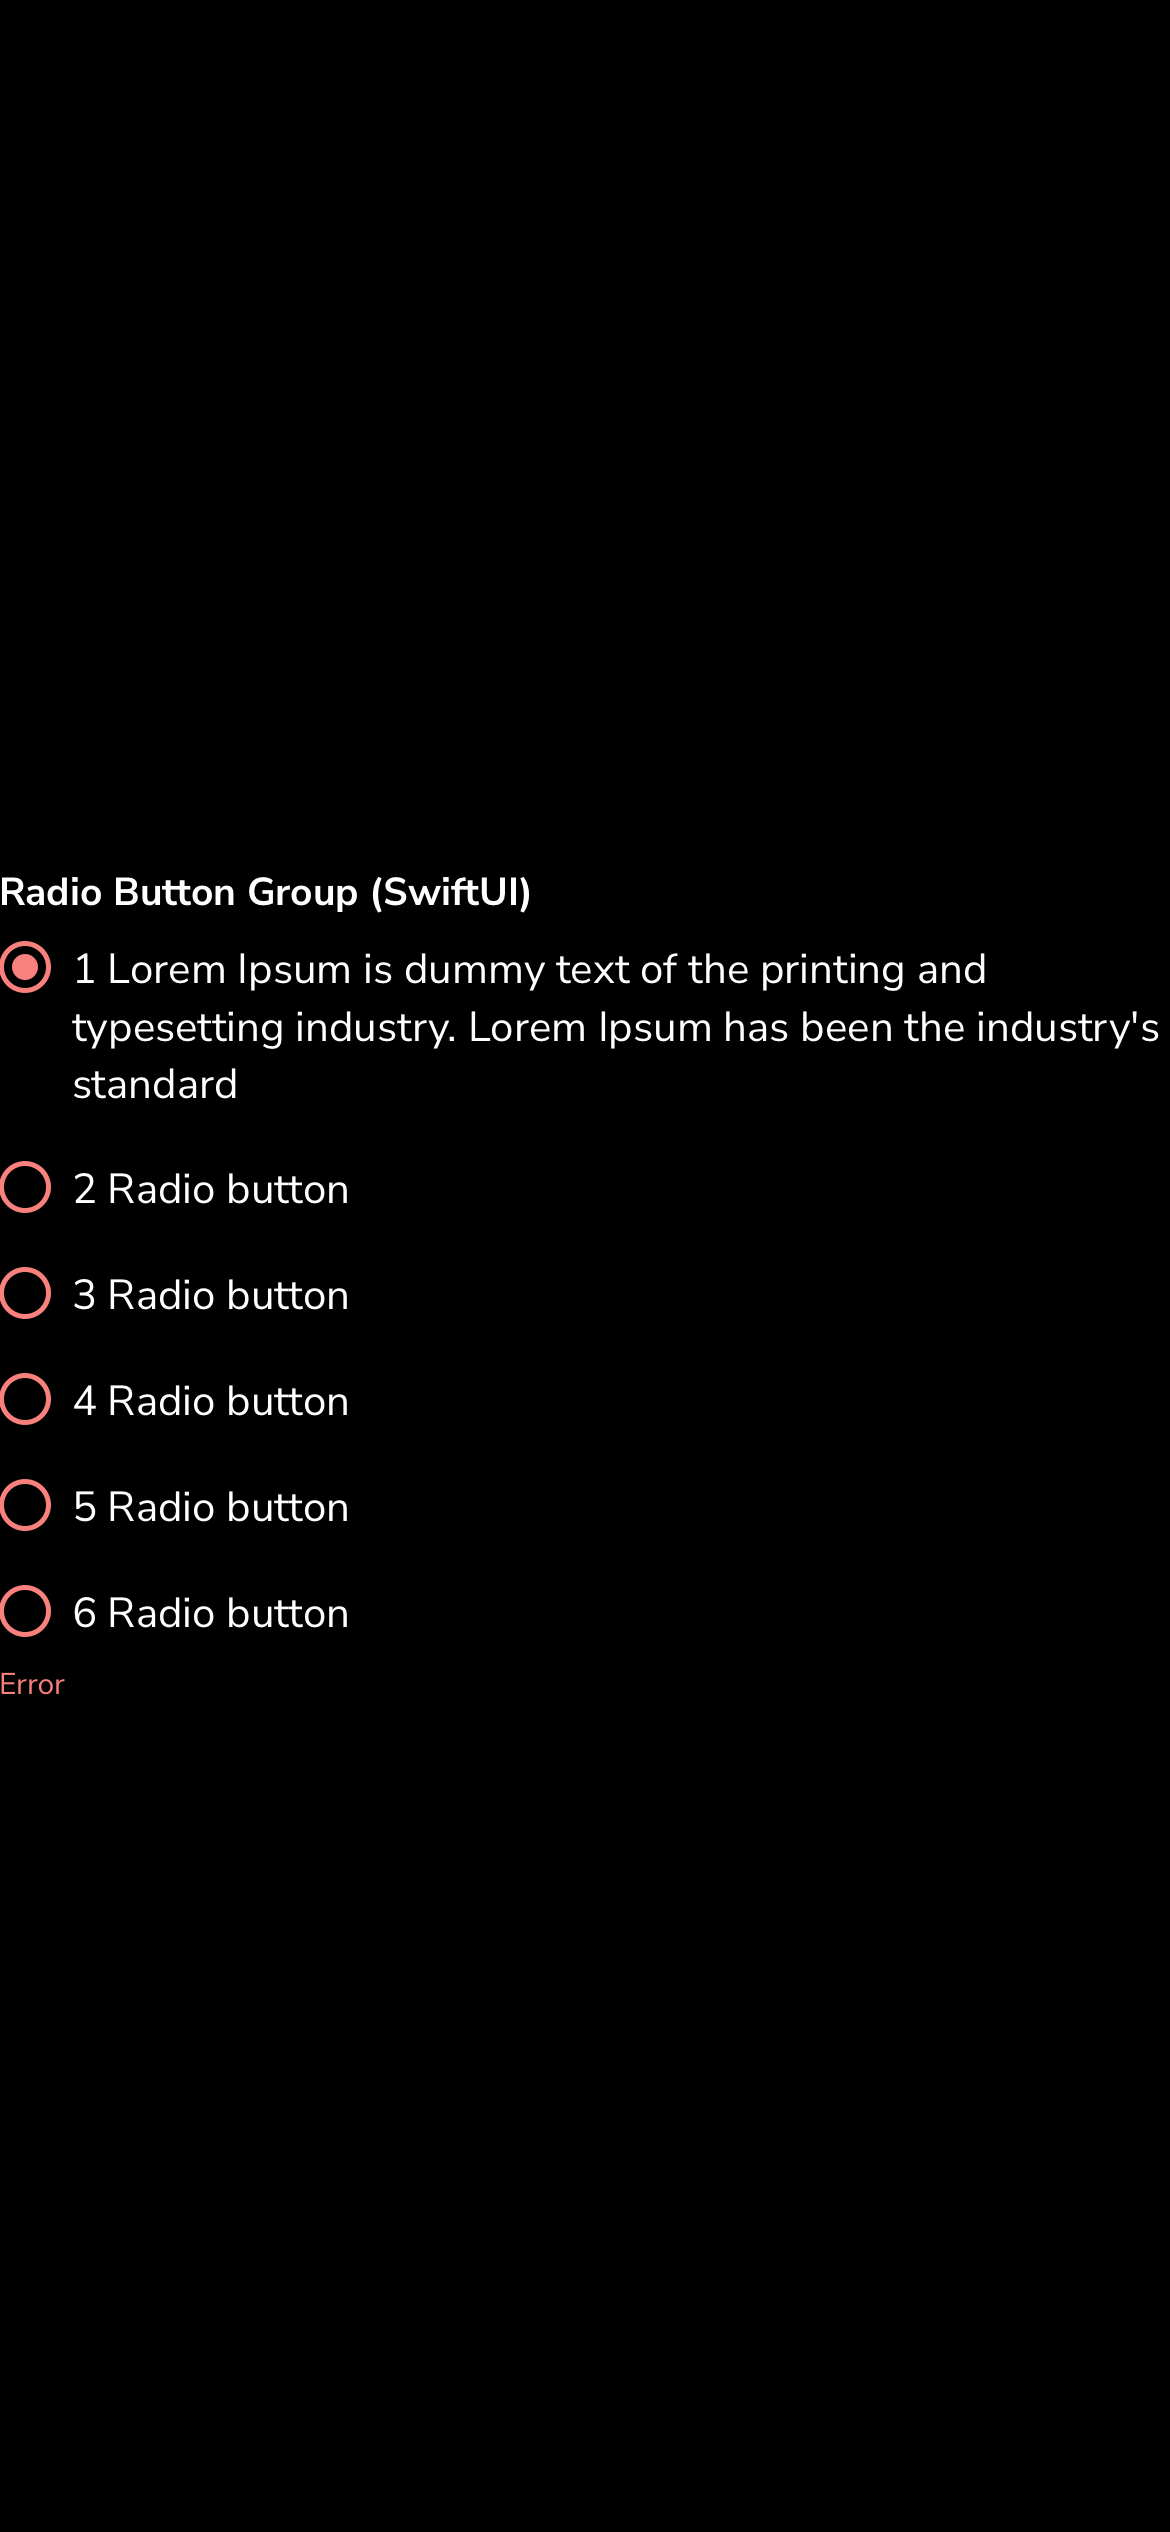 Radio Button Group (SwiftUI)
1 Lorem Ipsum is dummy text of the printing and
typesetting industry. Lorem Ipsum has been the industry's
standard
2 Radio button
3 Radio button
4 Radio button
5 Radio button
6 Radio button
Error